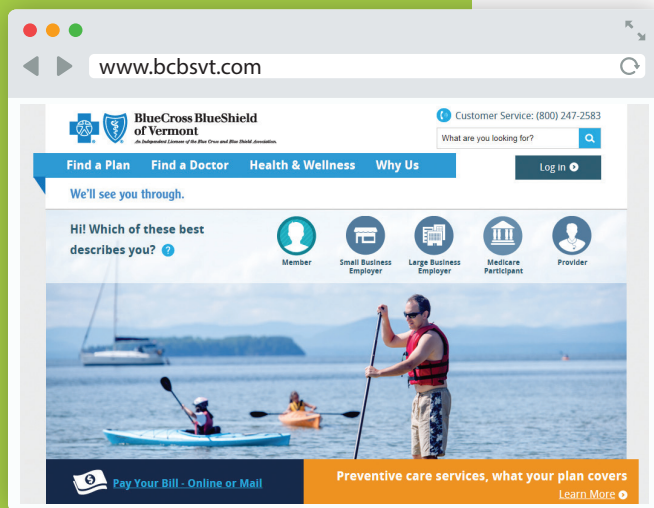 www.bcbsvt.com
BlueCross BlueShield
of Vermont
An Independent Licensee of the Blue Cross and Blue Shield Association.
Customer Service: (800) 247-2583
What are you looking for?
Find a Plan Find a Doctor Health & Wellness Why Us
Log in
We'll see you through.
Hi! Which of these best
describes you? ?
Member
Small Business
Employer
Large Business
Employer
Medicare
Participant
Provider
Pay Your Bill - Online or Mail
Preventive care services, what your plan covers
Learn More